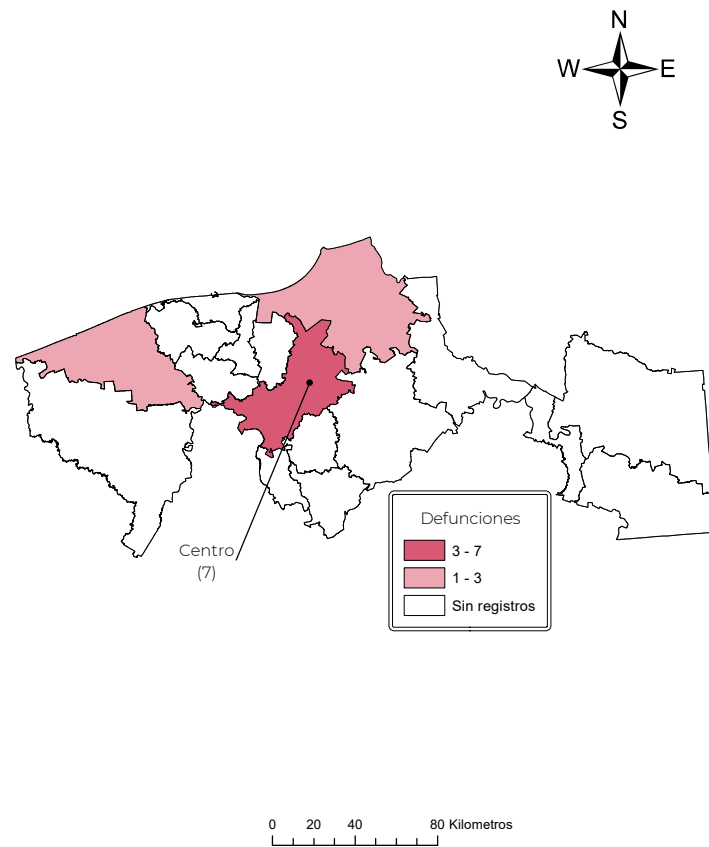 N
W E
S
Defunciones
3 - 7
1 - 3
Sin registros
Centro
(7)
0 20 40 80 Kilometros